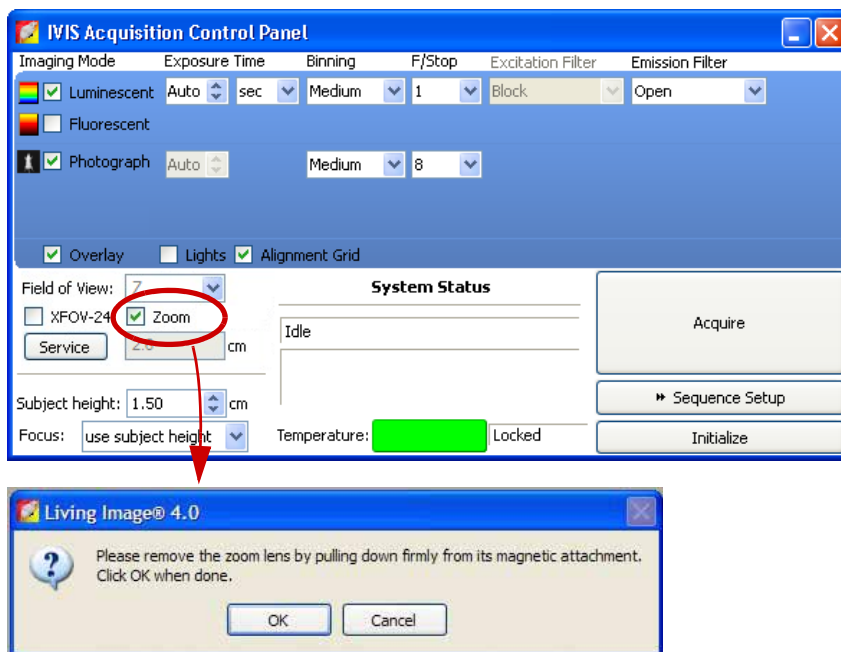 IVIS Acquisition Control Panel
Imaging Mode Exposure Time Binning F/Stop Excitation Filter Emission Filter
Luminescent Auto sec Medium 1 Block Open
Fluorescent
Photograph Auto Medium 8
Overlay Lights Alignment Grid
Field of View: Z System Status
XFOV-24 Zoom
Idle
Acquire
Service 2.0 cm
Subject height: 1.50 cm
Sequence Setup
Focus: use subject height Temperature: Locked Initialize
Living Image® 4.0
Please remove the zoom lens by pulling down firmly from its magnetic attachment.
Click OK when done.
OK Cancel